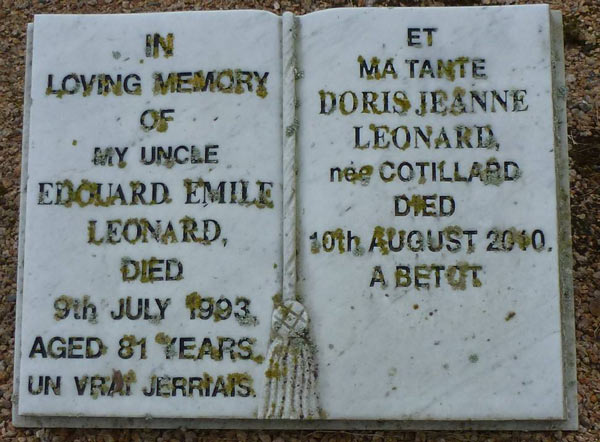 IN
LOVING MEMORY
OF
MY UNCLE
EDOUARD EMILE
LEONARD,
DIED
9th JULY 1993,
AGED 81 YEARS.
UN VRAI JERRIAIS.
ET
MA TANTE
DORIS JEANNE
LEONARD,
née COTILLARD
DIED
10th AUGUST 2010.
A BETOT